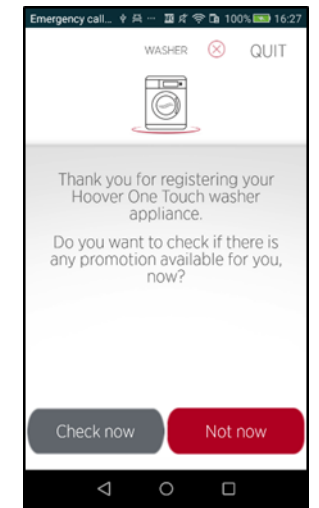 Emergency call... 100% 16:27
WASHER QUIT
Thank you for registering your
Hoover One Touch washer
appliance.
Do you want to check if there is
any promotion available for you,
now?
Check now Not now